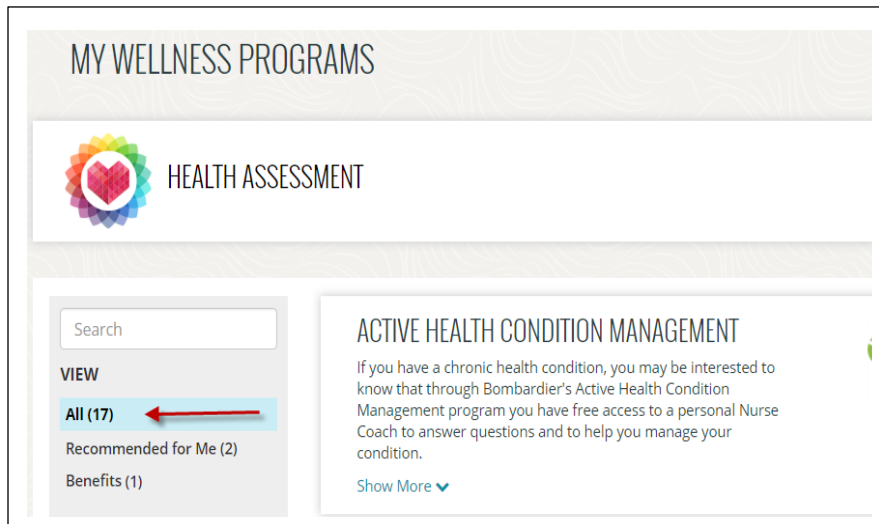 MY WELLNESS PROGRAMS
HEALTH ASSESSMENT
Search
VIEW
All (17)
Recommended for Me (2)
Benefits (1)
ACTIVE HEALTH CONDITION MANAGEMENT
If you have a chronic health condition, you may be interested to
know that through Bombardier's Active Health Condition
Management program you have free access to a personal Nurse
Coach to answer questions and to help you manage your
condition.
Show More